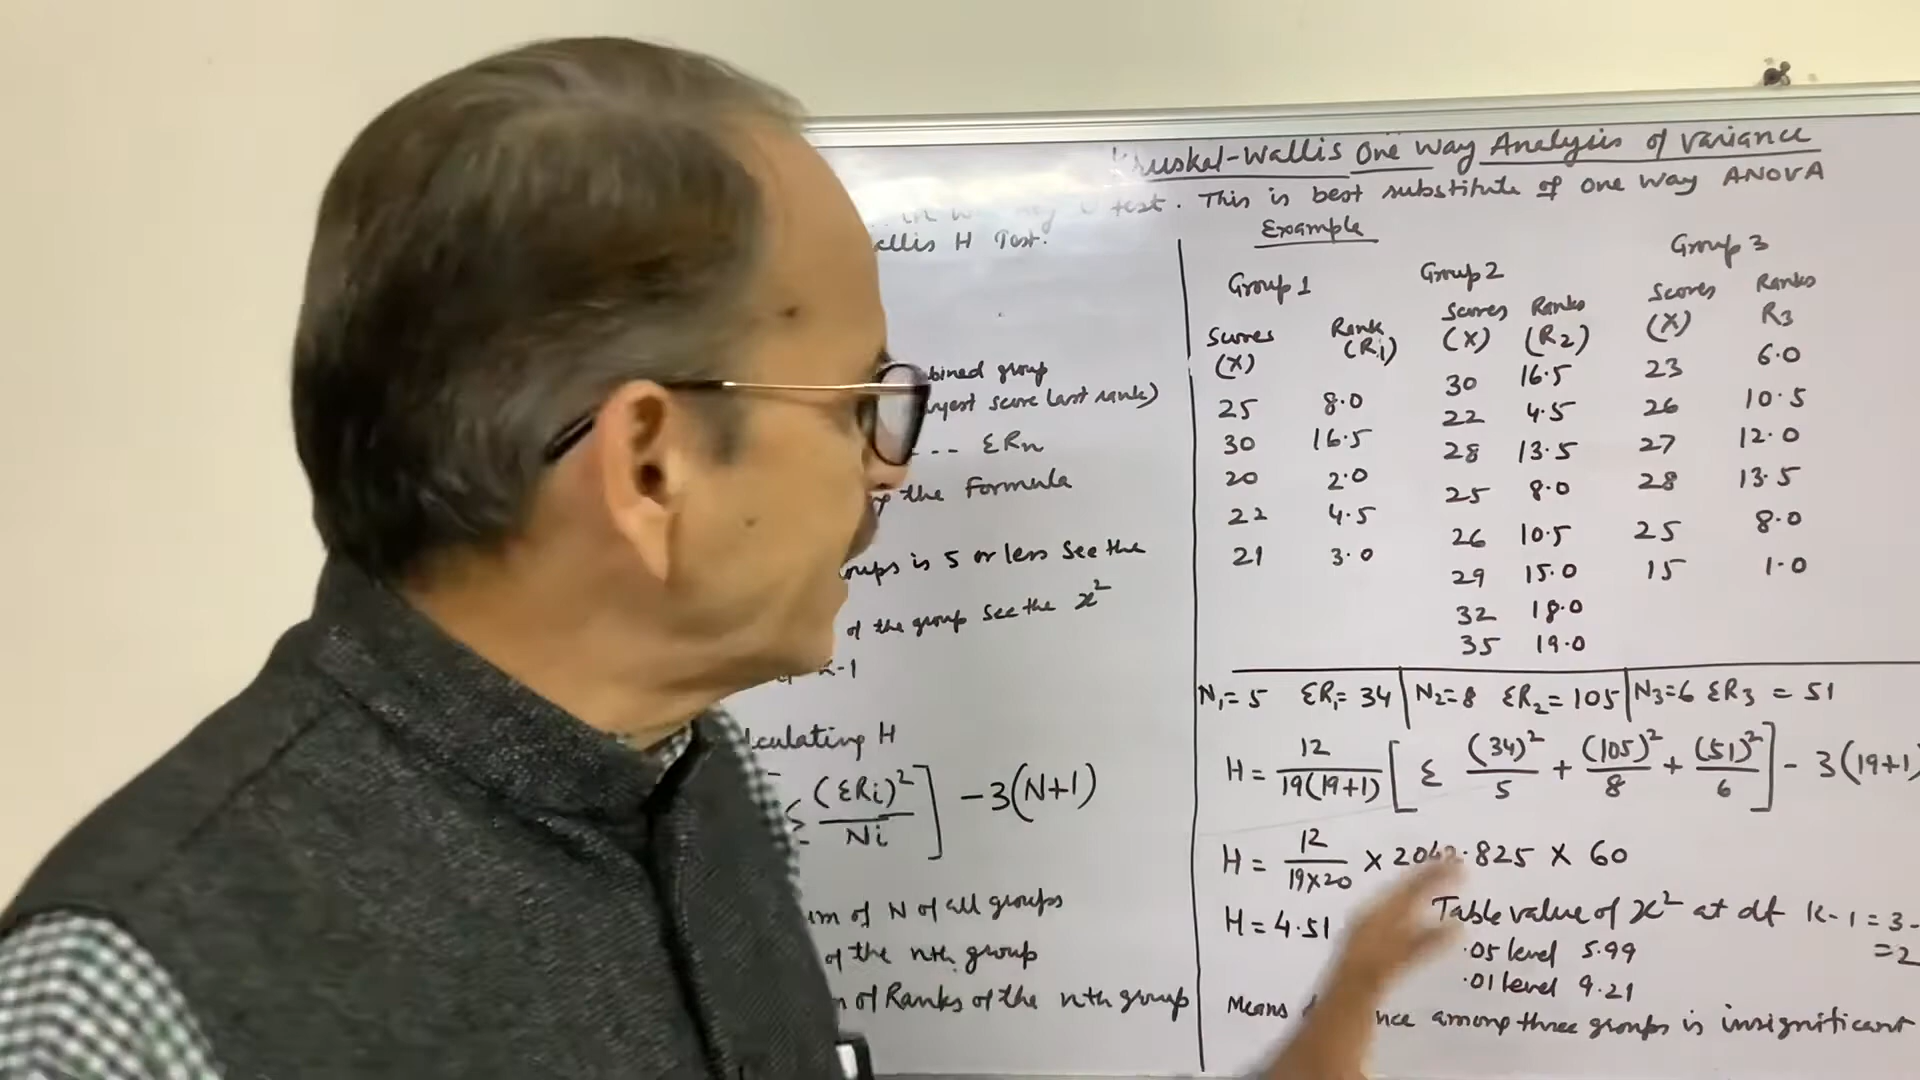 Kruskal-Wallis One Way Analysis of Variance
test. This is best substitute of one way ANOVA
allis H Test.
bined group
largest score last rank)
--- ΣRn
the Formula
oups is 5 or less See the
of the group See the x²
K-1
lculating H
Σ (ΣRi)² / Ni ] -3(N+1)
um of N of all groups
of the nth group
m of Ranks of the nth group
Example
Group 1 Group 2 Group 3
Scores (X) Rank (R1) Scores (X) Ranks (R2) Scores (X) Ranks R3
25 8.0 30 16.5 23 6.0
30 16.5 22 4.5 26 10.5
20 2.0 28 13.5 27 12.0
22 4.5 25 8.0 28 13.5
21 3.0 26 10.5 25 8.0
29 15.0 15 1.0
32 18.0
35 19.0
N1=5 ΣR1=34 N2=8 ΣR2=105 N3=6 ΣR3=51
H = 12/19(19+1) [ Σ (34)²/5 + (105)²/8 + (51)²/6 ] - 3(19+1)
H = 12/19x20 x 2042.825 x 60
H = 4.51
Table value of x² at df K-1=3-
.05 level 5.99 =2
.01 level 9.21
Means among three groups is insignificant